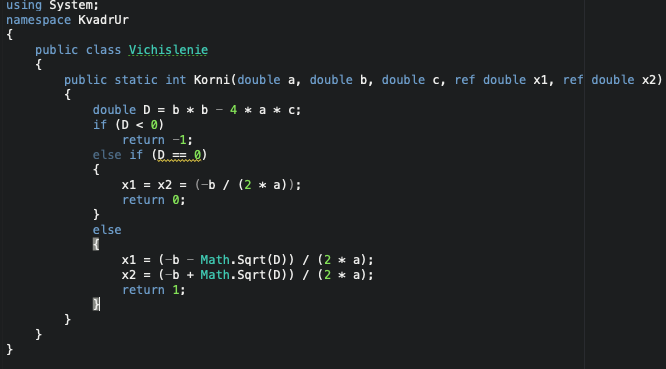 using System;
namespace KvadrUr
{
    public class Vichislenie
    {
        public static int Korni(double a, double b, double c, ref double x1, ref double x2)
        {
            double D = b * b - 4 * a * c;
            if (D < 0)
                return -1;
            else if (D == 0)
            {
                x1 = x2 = (-b / (2 * a));
                return 0;
            }
            else
            {
                x1 = (-b - Math.Sqrt(D)) / (2 * a);
                x2 = (-b + Math.Sqrt(D)) / (2 * a);
                return 1;
            }
        }
    }
}